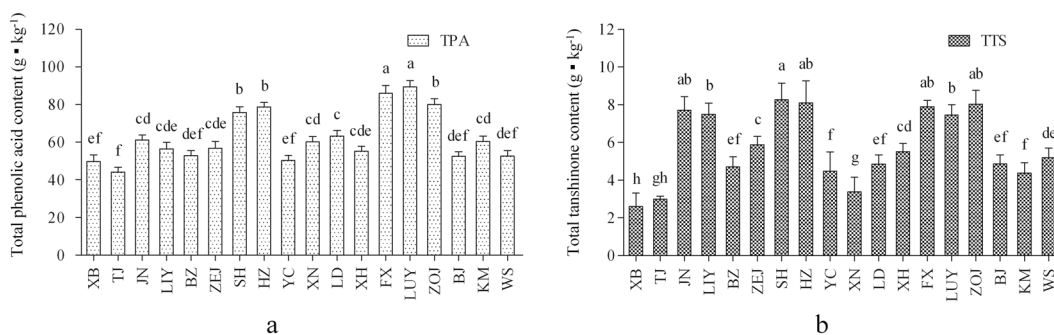 Total phenolic acid content (g ▪ kg-1)
120
100
80
60
40
20
0
TPA
ef
f
cd
cde
def
cde
b
b
ef
cd
c
cde
a
a
b
def
cd
def
XB
TJ
JN
LIY
BZ
ZEJ
SH
HZ
YC
XN
LD
XH
FX
LUY
ZOJ
BJ
KM
WS
a
Total tanshinone content (g ▪ kg-1)
12
10
8
6
4
2
0
TTS
h
gh
ab
b
ef
c
a
ab
f
g
ef
cd
ab
ab
ab
ef
f
de
XB
TJ
JN
LIY
BZ
ZEJ
SH
HZ
YC
XN
LD
XH
FX
LUY
ZOJ
BJ
KM
WS
b